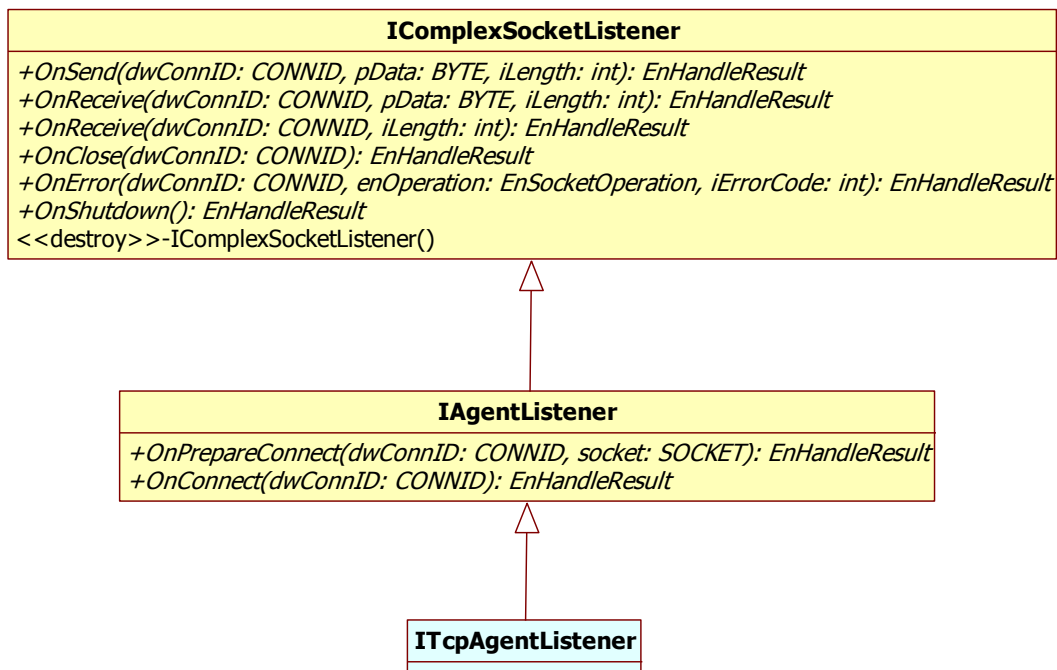 IComplexSocketListener
+OnSend(dwConnID: CONNID, pData: BYTE, iLength: int): EnHandleResult
+OnReceive(dwConnID: CONNID, pData: BYTE, iLength: int): EnHandleResult
+OnReceive(dwConnID: CONNID, iLength: int): EnHandleResult
+OnClose(dwConnID: CONNID): EnHandleResult
+OnError(dwConnID: CONNID, enOperation: EnSocketOperation, iErrorCode: int): EnHandleResult
+OnShutdown(): EnHandleResult
<<destroy>>-IComplexSocketListener()
IAgentListener
+OnPrepareConnect(dwConnID: CONNID, socket: SOCKET): EnHandleResult
+OnConnect(dwConnID: CONNID): EnHandleResult
ITcpAgentListener